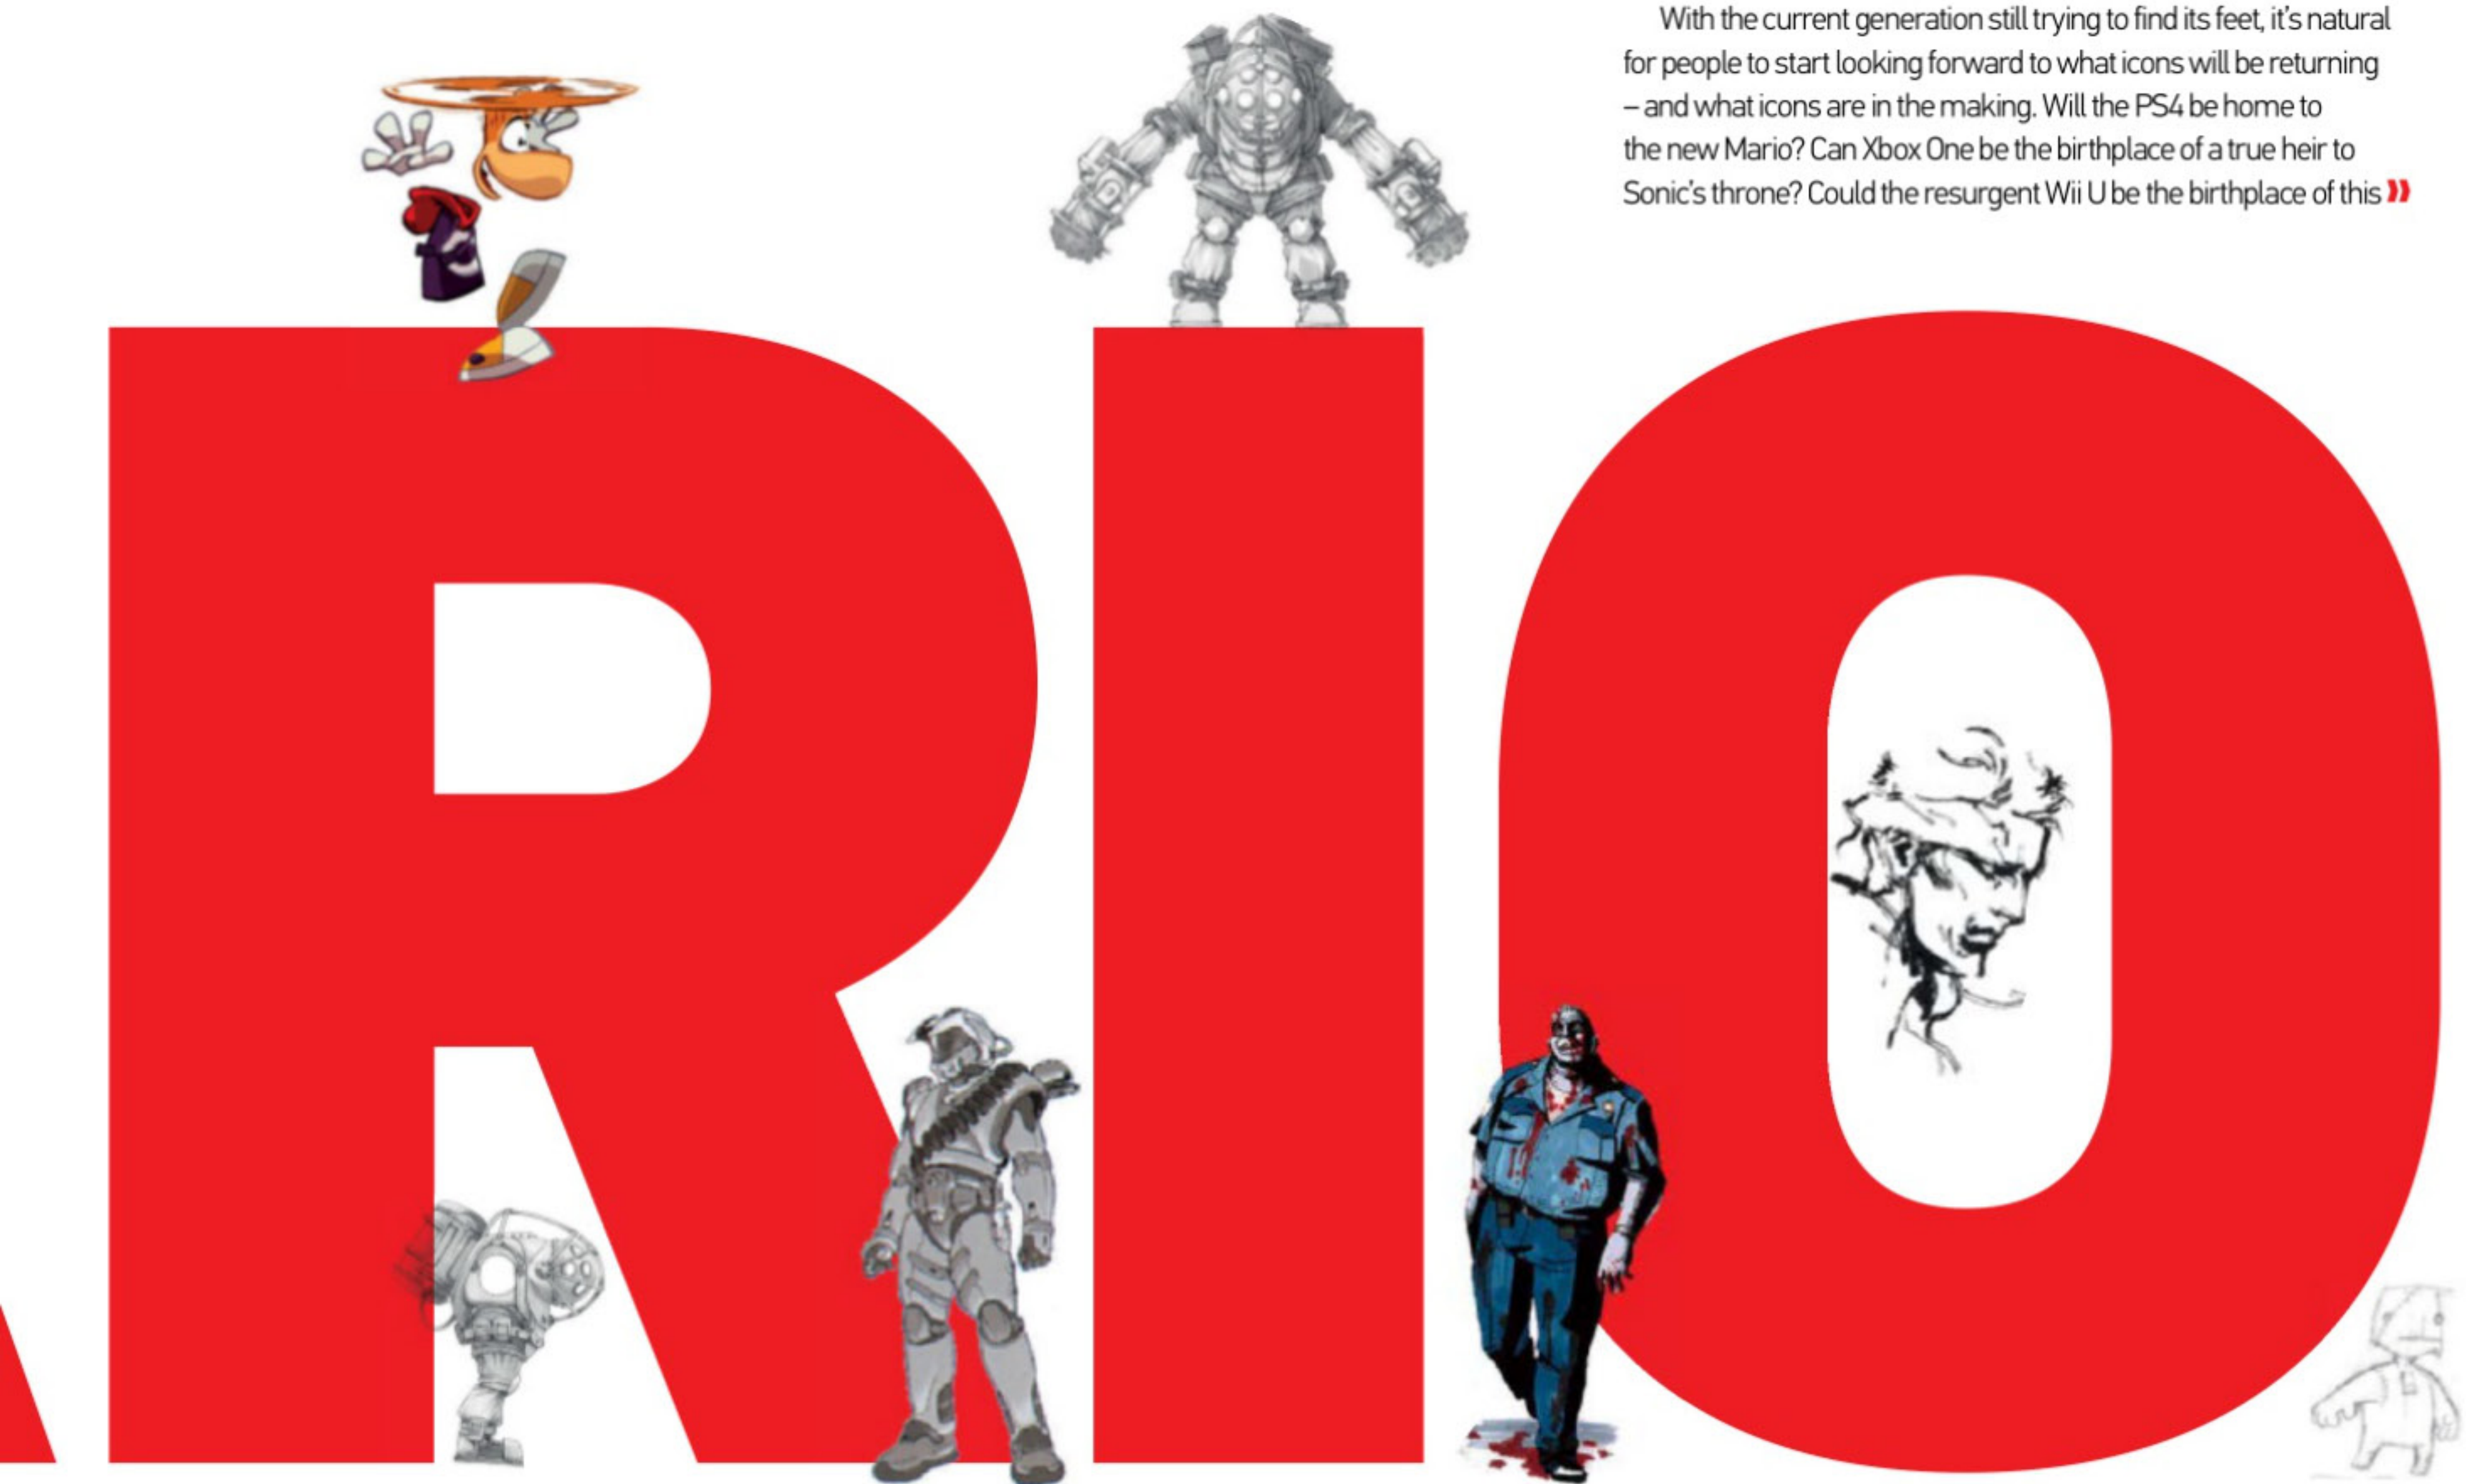 With the current generation still trying to find its feet, it's natural
for people to start looking forward to what icons will be returning
– and what icons are in the making. Will the PS4 be home to
the new Mario? Can Xbox One be the birthplace of a true heir to
Sonic's throne? Could the resurgent Wii U be the birthplace of this »
RIO